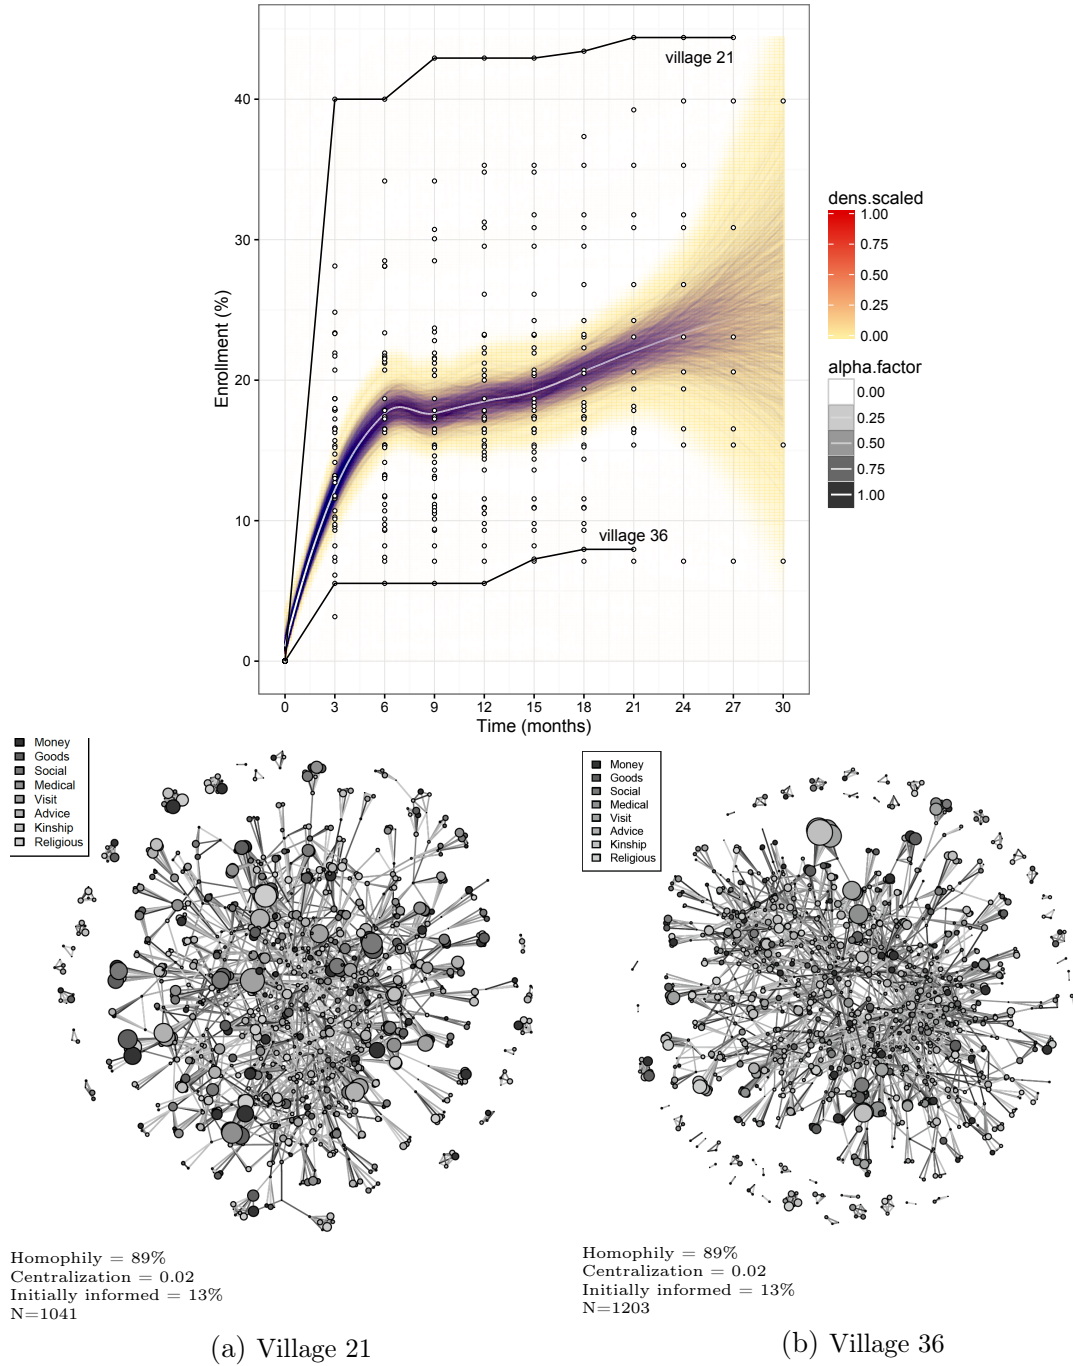 village 21
40
30
20
10
0
Enrollment (%)
village 36
0 3 6 9 12 15 18 21 24 27 30
Time (months)
dens.scaled
1.00
0.75
0.50
0.25
0.00
alpha.factor
0.00
0.25
0.50
0.75
1.00
Money
Goods
Social
Medical
Visit
Advice
Kinship
Religious
Homophily = 89%
Centralization = 0.02
Initially informed = 13%
N=1041
(a) Village 21
Money
Goods
Social
Medical
Visit
Advice
Kinship
Religious
Homophily = 89%
Centralization = 0.02
Initially informed = 13%
N=1203
(b) Village 36